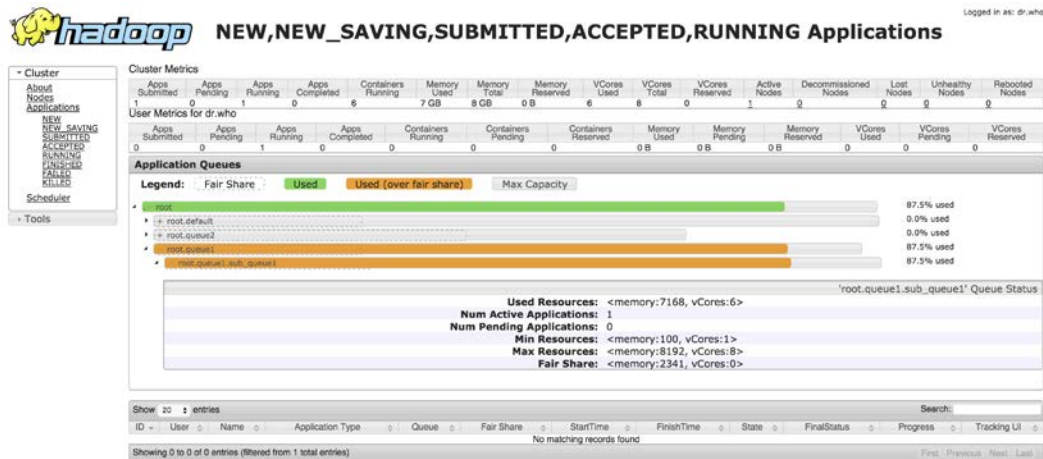 Logged in as: dr.who
hadoop
NEW,NEW_SAVING,SUBMITTED,ACCEPTED,RUNNING Applications
Cluster
About
Nodes
Applications
NEW
NEW_SAVING
SUBMITTED
ACCEPTED
RUNNING
FINISHED
FAILED
KILLED
Scheduler
Tools
Cluster Metrics
Apps Submitted Apps Pending Apps Running Apps Completed Containers Running Memory Used Memory Total Memory Reserved VCores Used VCores Total VCores Reserved Active Nodes Decommissioned Nodes Lost Nodes Unhealthy Nodes Rebooted Nodes
1 0 1 0 6 7 GB 8 GB 0 B 6 8 0 1 0 0 0 0
User Metrics for dr.who
Apps Submitted Apps Pending Apps Running Apps Completed Containers Running Containers Pending Containers Reserved Memory Used Memory Pending Memory Reserved VCores Used VCores Pending VCores Reserved
0 0 1 0 0 0 0 0 B 0 B 0 B 0 0 0
Application Queues
Legend: Fair Share Used Used (over fair share) Max Capacity
root 87.5% used
+ root.default 0.0% used
+ root.queue2 0.0% used
root.queue1 87.5% used
root.queue1.sub_queue1 87.5% used
'root.queue1.sub_queue1' Queue Status
Used Resources: <memory:7168, vCores:6>
Num Active Applications: 1
Num Pending Applications: 0
Min Resources: <memory:100, vCores:1>
Max Resources: <memory:8192, vCores:8>
Fair Share: <memory:2341, vCores:0>
Show 20 entries Search:
ID User Name Application Type Queue Fair Share StartTime FinishTime State FinalStatus Progress Tracking UI
No matching records found
Showing 0 to 0 of 0 entries (filtered from 1 total entries) First Previous Next Last